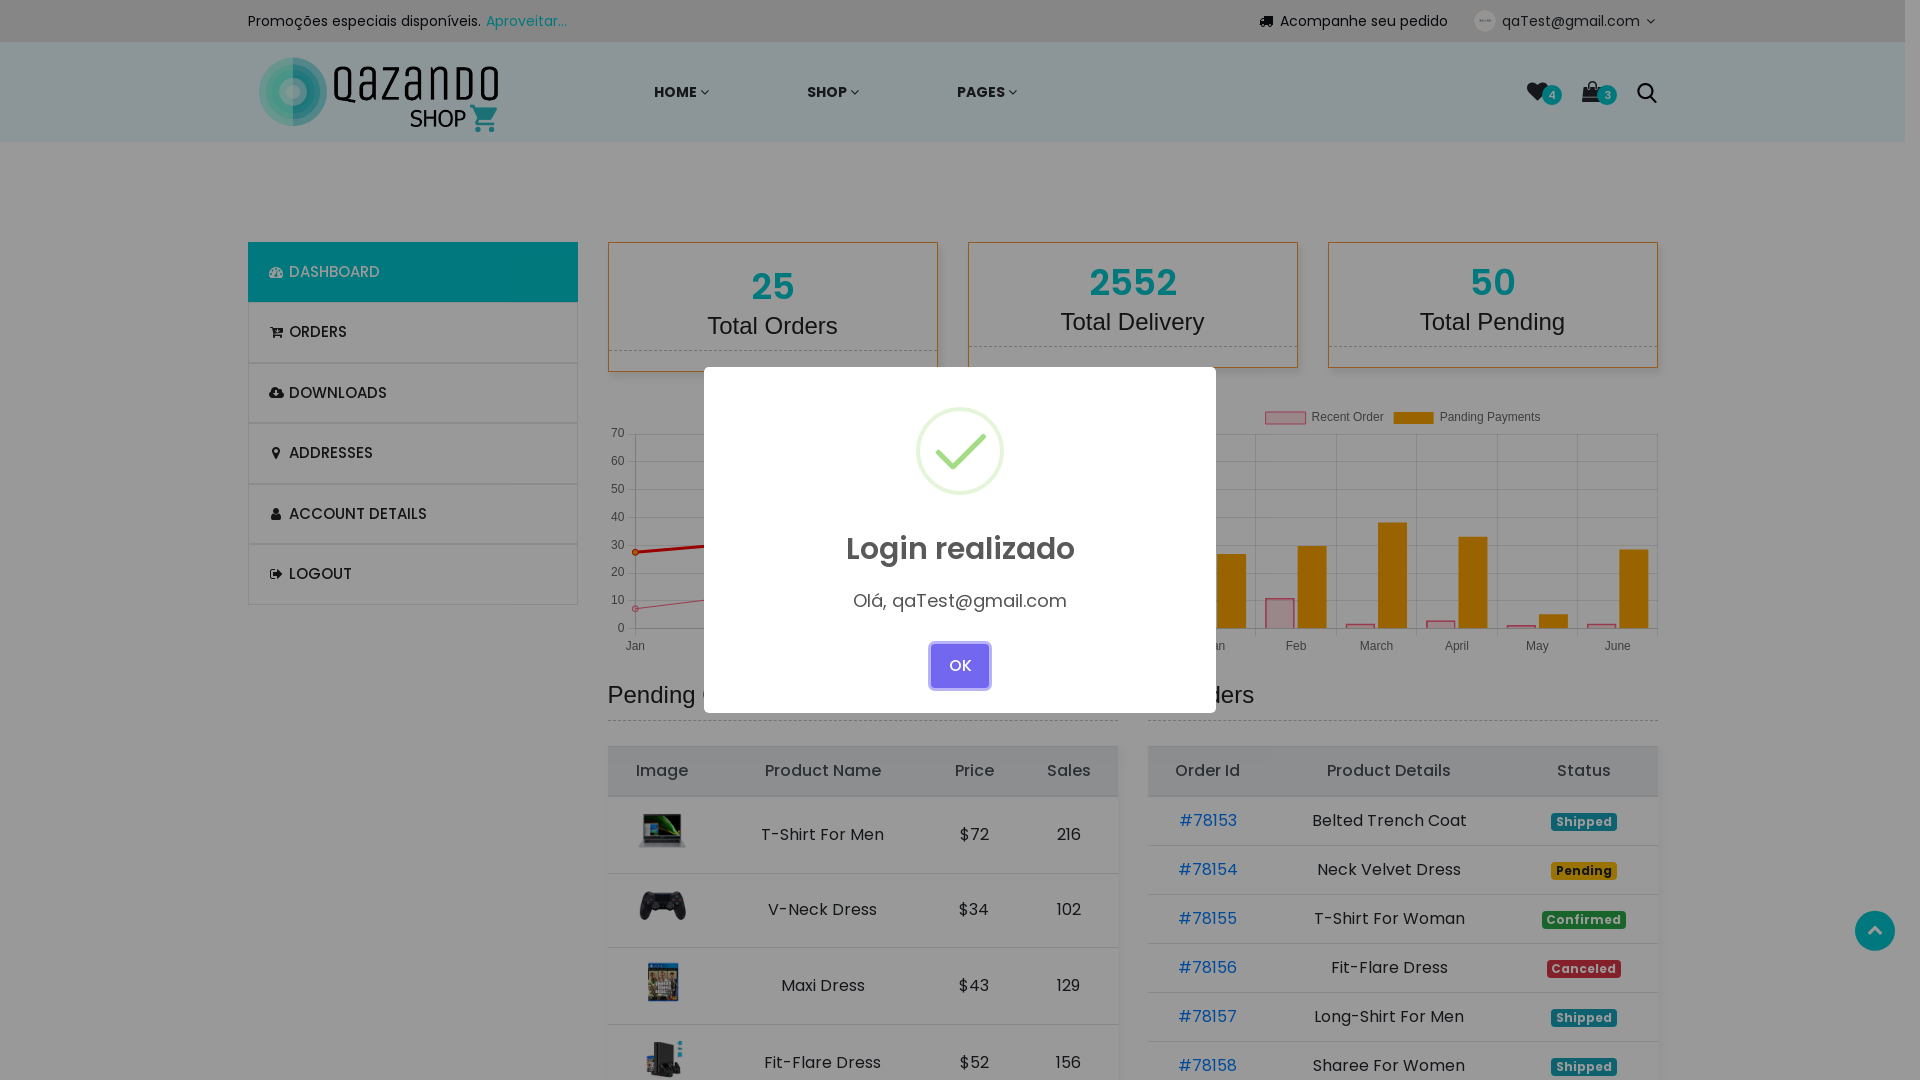 Promoções especiais disponíveis. Aproveitar...
Acompanhe seu pedido
qaTest@gmail.com
QAZANDO
SHOP
HOME
SHOP
PAGES
4
3
DASHBOARD
ORDERS
DOWNLOADS
ADDRESSES
ACCOUNT DETAILS
LOGOUT
25
Total Orders
2552
Total Delivery
50
Total Pending
Recent Order
Panding Payments
70
60
50
40
30
20
10
0
Jan
Feb
March
April
May
June
Login realizado
Olá, qaTest@gmail.com
OK
Pending
Image Product Name Price Sales
T-Shirt For Men $72 216
V-Neck Dress $34 102
Maxi Dress $43 129
Fit-Flare Dress $52 156
Order Id Product Details Status
#78153 Belted Trench Coat Shipped
#78154 Neck Velvet Dress Pending
#78155 T-Shirt For Woman Confirmed
#78156 Fit-Flare Dress Canceled
#78157 Long-Shirt For Men Shipped
#78158 Sharee For Women Shipped